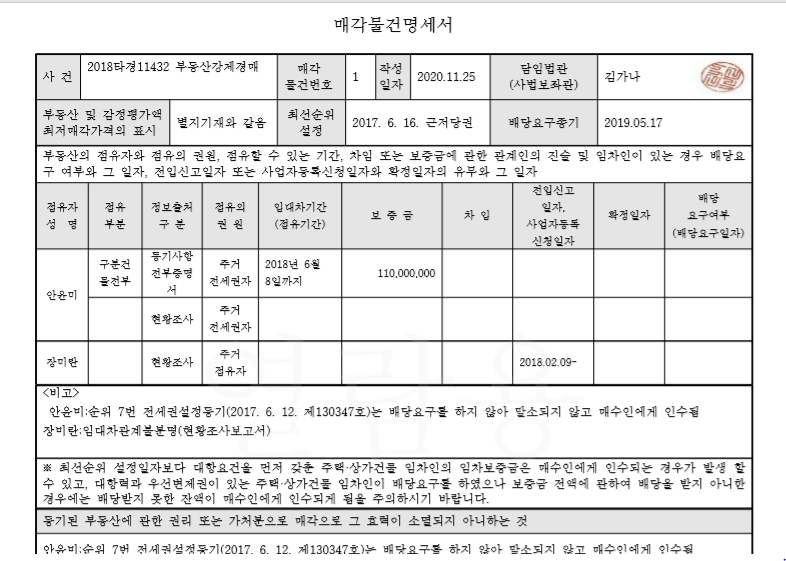 매각물건명세서
사 건 2018타경11432 부동산강제경매 매각 물건번호 1 작성 일자 2020.11.25 담임법관 (사법보좌관) 김가나
부동산 및 감정평가액 최저매각가격의 표시 별지기재와 같음 최선순위 설정 2017. 6. 16. 근저당권 배당요구종기 2019.05.17
부동산의 점유자와 점유의 권원, 점유할 수 있는 기간, 차임 또는 보증금에 관한 관계인의 진술 및 임차인이 있는 경우 배당요
구 여부와 그 일자, 전입신고일자 또는 사업자등록신청일자와 확정일자의 유무와 그 일자
점유자 성 명 점유 부분 정보출처 구 분 점유의 권 원 임대차기간 (점유기간) 보 증 금 차 임 전입신고 일자, 사업자등록 신청일자 확정일자 배당 요구여부 (배당요구일자)
안윤미 구분건물전부 등기사항전부증명서 주거 전세권자 2018년 6월 8일까지 110,000,000
현황조사 주거 전세권자
장미란 현황조사 주거 점유자 2018.02.09-
<비고>
안윤미:순위 7번 전세권설정등기(2017. 6. 12. 제130347호)는 배당요구를 하지 않아 말소되지 않고 매수인에게 인수됨
장미란:임대차관계불분명(현황조사보고서)
※ 최선순위 설정일자보다 대항요건을 먼저 갖춘 주택·상가건물 임차인의 임차보증금은 매수인에게 인수되는 경우가 발생 할
수 있고, 대항력과 우선변제권이 있는 주택·상가건물 임차인이 배당요구를 하였으나 보증금 전액에 관하여 배당을 받지 아니한
경우에는 배당받지 못한 잔액이 매수인에게 인수되게 됨을 주의하시기 바랍니다.
등기된 부동산에 관한 권리 또는 가처분으로 매각으로 그 효력이 소멸되지 아니하는 것
안윤미:순위 7번 전세권설정등기(2017. 6. 12. 제130347호)는 배당요구를 하지 않아 말소되지 않고 매수인에게 인수됨
열람용